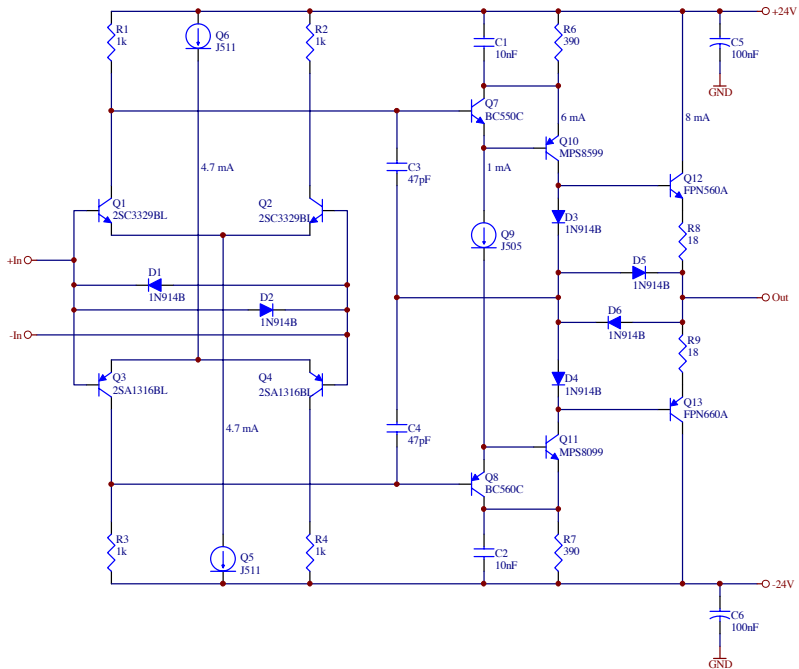 +24V
R1
1k
Q6
J511
R2
1k
C1
10nF
R6
390
C5
100nF
GND
Q7
BC550C
6 mA
8 mA
Q10
MPS8599
4.7 mA
C3
47pF
1 mA
Q12
FPN560A
Q1
2SC3329BL
Q2
2SC3329BL
D3
1N914B
Q9
J505
R8
18
+In
D1
1N914B
D5
1N914B
D2
1N914B
Out
D6
1N914B
-In
R9
18
Q3
2SA1316BL
Q4
2SA1316BL
D4
1N914B
Q13
FPN660A
4.7 mA
C4
47pF
Q11
MPS8099
Q8
BC560C
R3
1k
Q5
J511
R4
1k
C2
10nF
R7
390
-24V
C6
100nF
GND